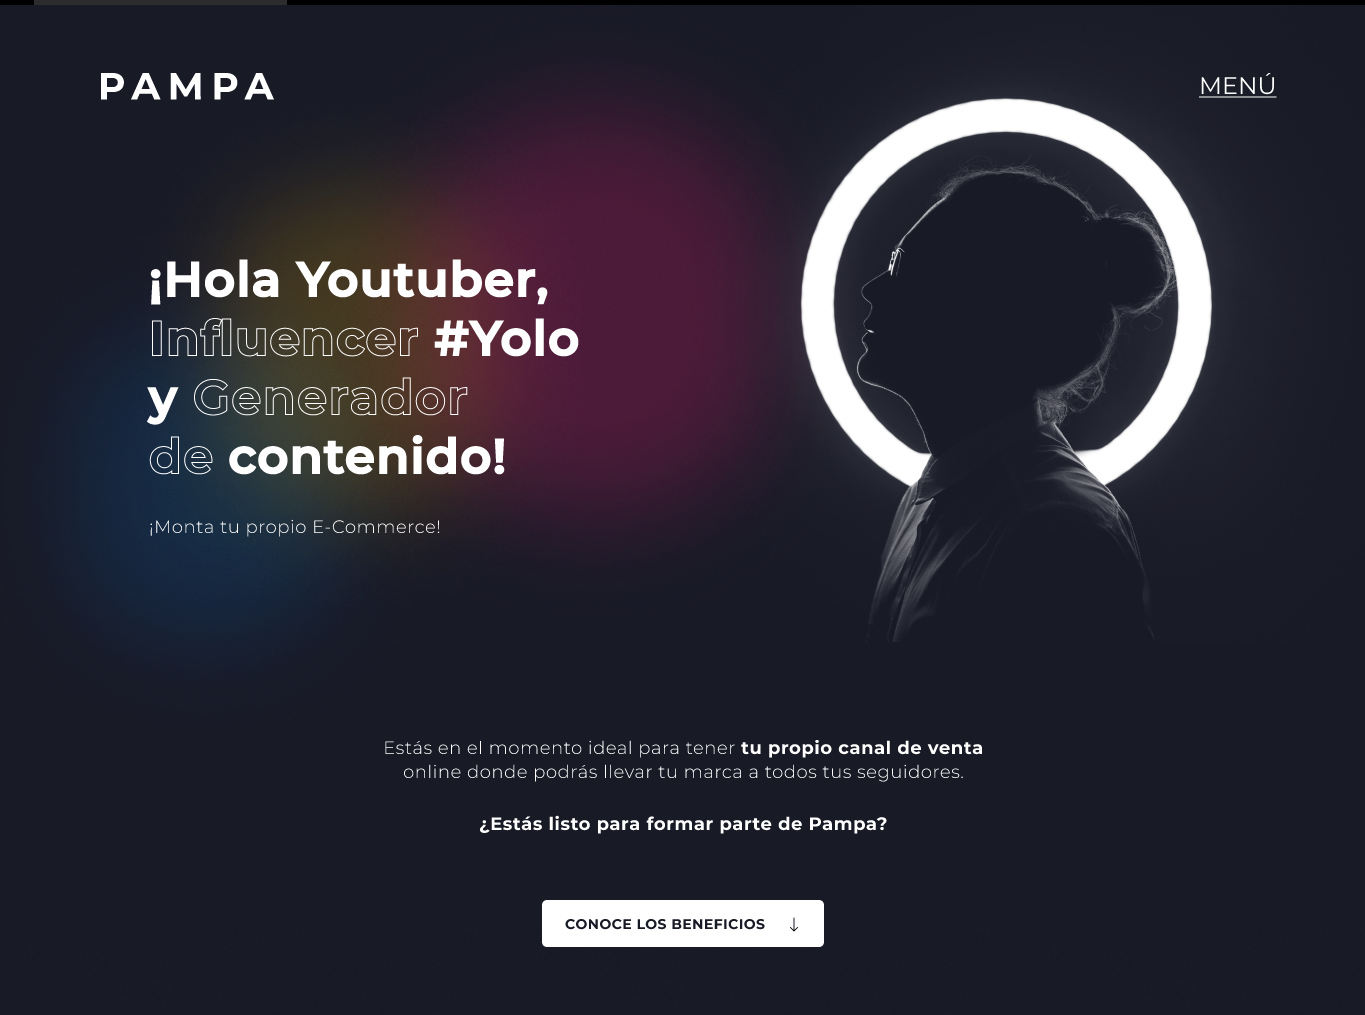 PAMPA
MENÚ
¡Hola Youtuber,
Influencer #Yolo
y Generador
de contenido!
¡Monta tu propio E-Commerce!
Estás en el momento ideal para tener tu propio canal de venta
online donde podrás llevar tu marca a todos tus seguidores.
¿Estás listo para formar parte de Pampa?
CONOCE LOS BENEFICIOS ↓